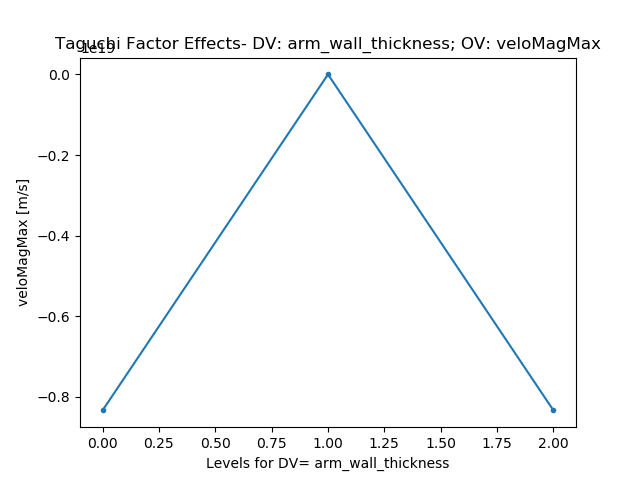 Taguchi Factor Effects- DV: arm_wall_thickness; OV: veloMagMax
1e19
0.0
−0.2
−0.4
−0.6
−0.8
veloMagMax [m/s]
0.00 0.25 0.50 0.75 1.00 1.25 1.50 1.75 2.00
Levels for DV= arm_wall_thickness